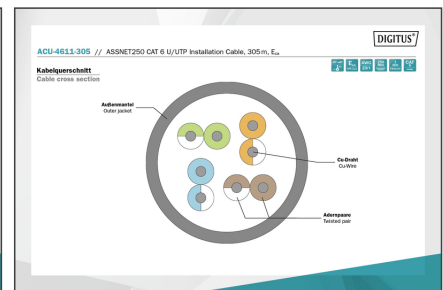 DIGITUS®
ACU-4611-305 // ASSNET250 CAT 6 U/UTP Installation Cable, 305 m, Eca
Kabelquerschnitt
Cable cross section
Außenmantel
Outer jacket
Cu-Draht
Cu-Wire
Aderpaare
Twisted pair